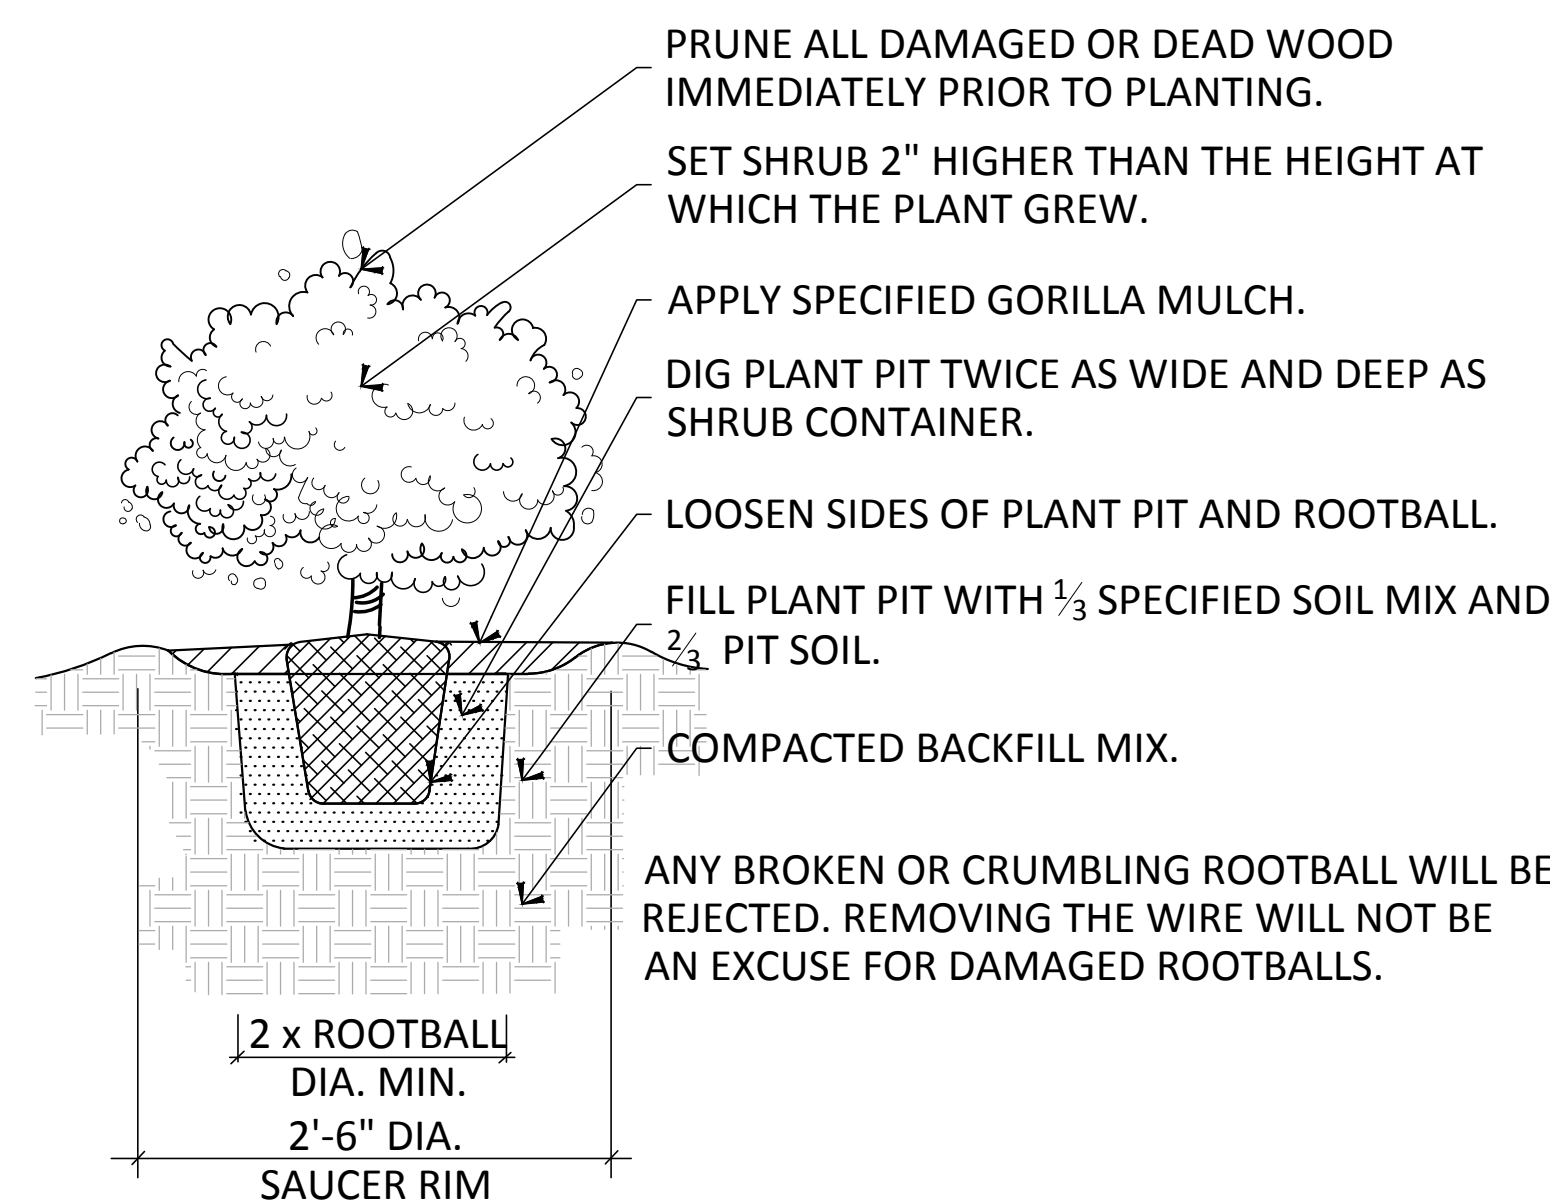 PRUNE ALL DAMAGED OR DEAD WOOD
IMMEDIATELY PRIOR TO PLANTING.
SET SHRUB 2" HIGHER THAN THE HEIGHT AT
WHICH THE PLANT GREW.
APPLY SPECIFIED GORILLA MULCH.
DIG PLANT PIT TWICE AS WIDE AND DEEP AS
SHRUB CONTAINER.
LOOSEN SIDES OF PLANT PIT AND ROOTBALL.
FILL PLANT PIT WITH 1/3 SPECIFIED SOIL MIX AND
2/3 PIT SOIL.
COMPACTED BACKFILL MIX.
ANY BROKEN OR CRUMBLING ROOTBALL WILL BE
REJECTED. REMOVING THE WIRE WILL NOT BE
AN EXCUSE FOR DAMAGED ROOTBALLS.
2 x ROOTBALL
DIA. MIN.
2'-6" DIA.
SAUCER RIM